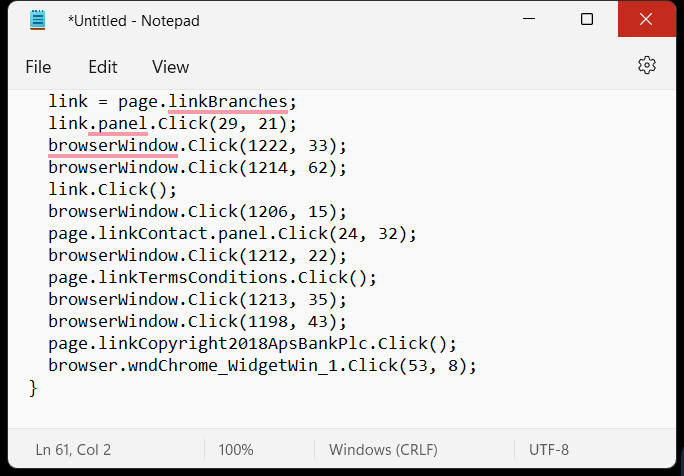 *Untitled - Notepad
File Edit View
link = page.linkBranches;
link.panel.Click(29, 21);
browserWindow.Click(1222, 33);
browserWindow.Click(1214, 62);
link.Click();
browserWindow.Click(1206, 15);
page.linkContact.panel.Click(24, 32);
browserWindow.Click(1212, 22);
page.linkTermsConditions.Click();
browserWindow.Click(1213, 35);
browserWindow.Click(1198, 43);
page.linkCopyright2018ApsBankPlc.Click();
browser.wndChrome_WidgetWin_1.Click(53, 8);
}
Ln 61, Col 2 100% Windows (CRLF) UTF-8